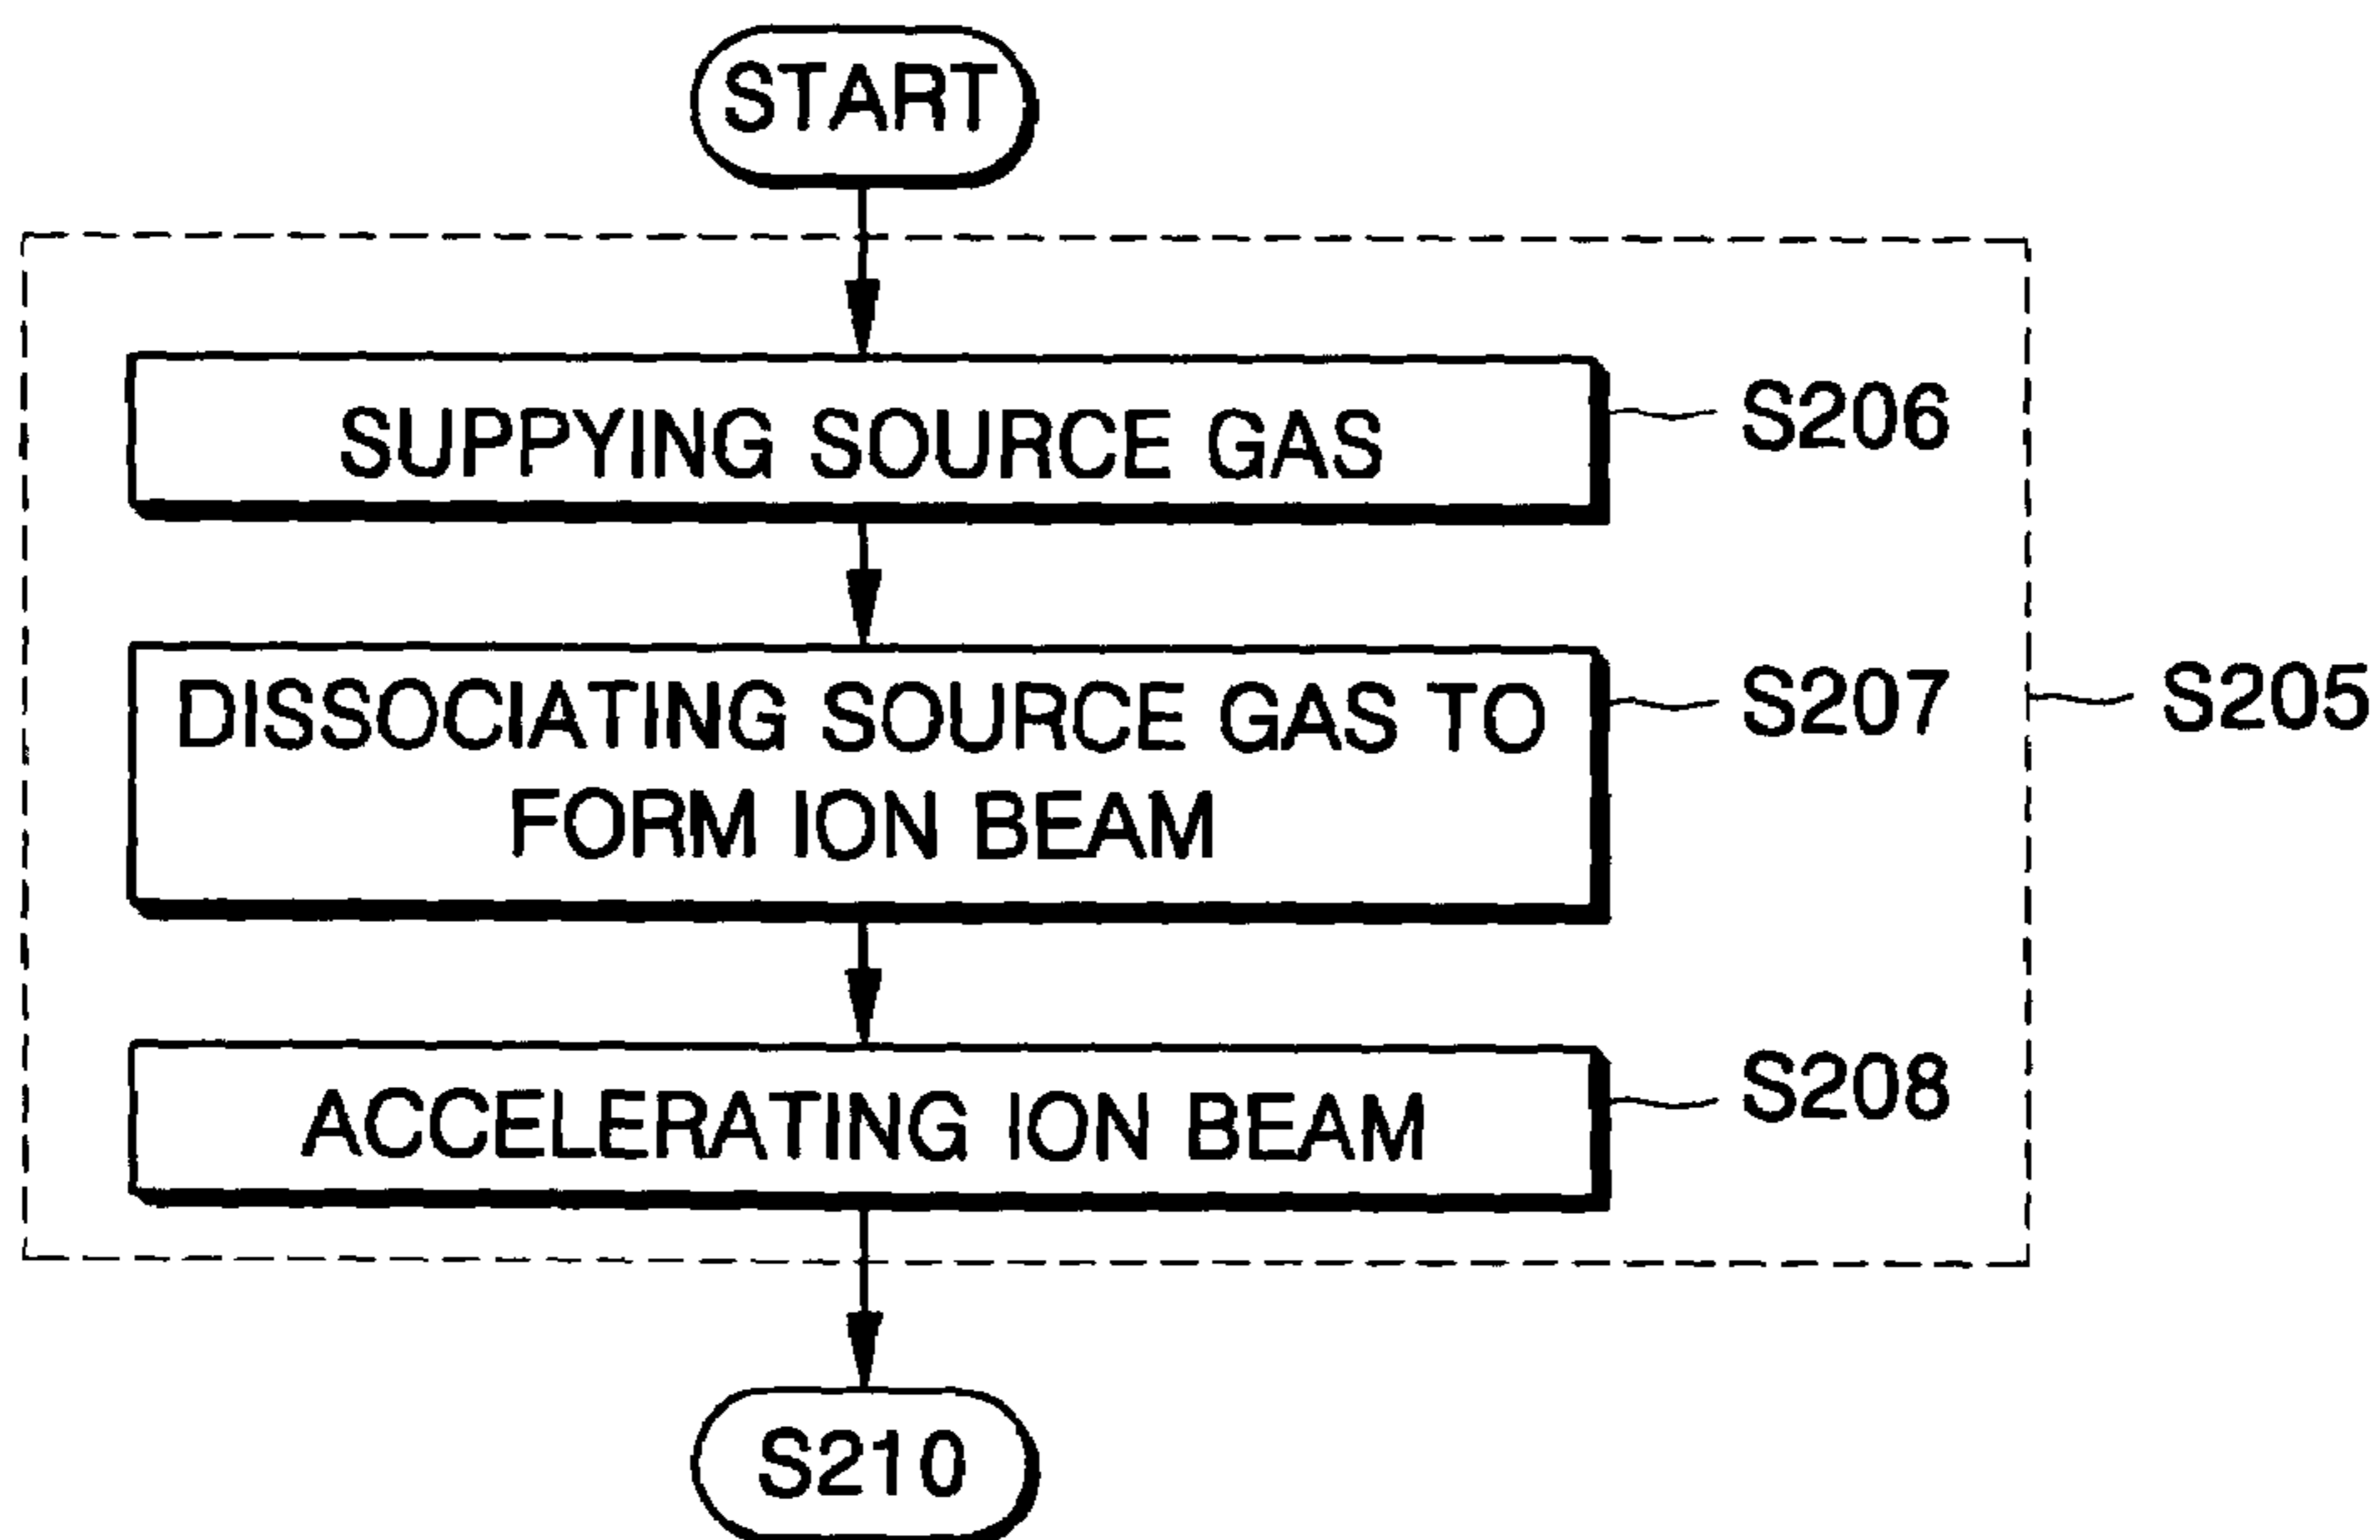 START
SUPPYING SOURCE GAS
S206
DISSOCIATING SOURCE GAS TO
FORM ION BEAM
S207
S205
ACCELERATING ION BEAM
S208
S210